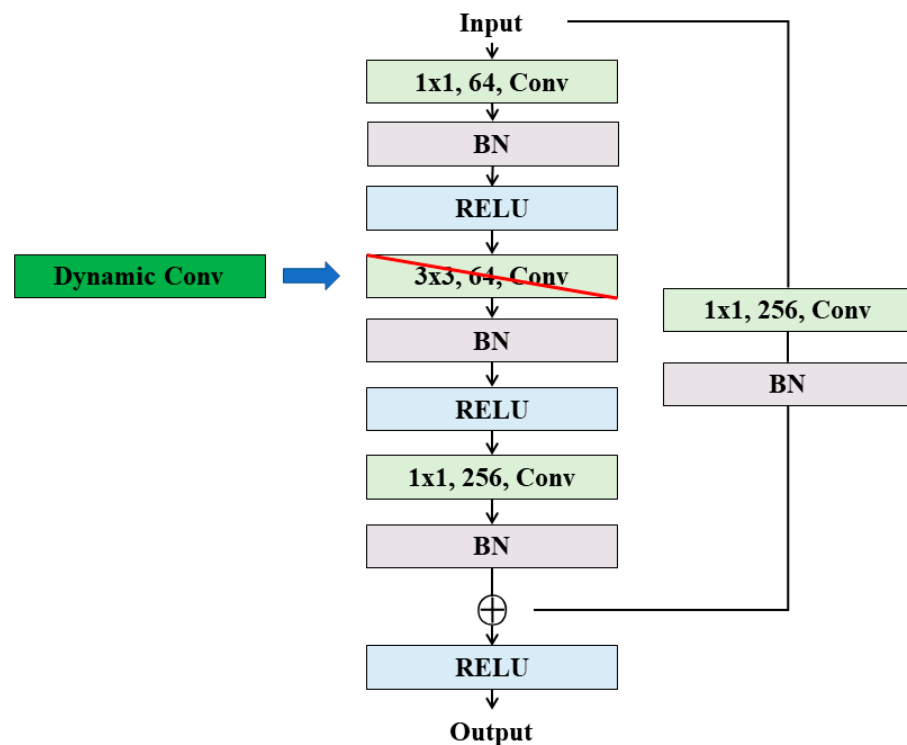 Input
1x1, 64, Conv
BN
RELU
Dynamic Conv
3x3, 64, Conv
BN
RELU
1x1, 256, Conv
BN
RELU
Output
1x1, 256, Conv
BN